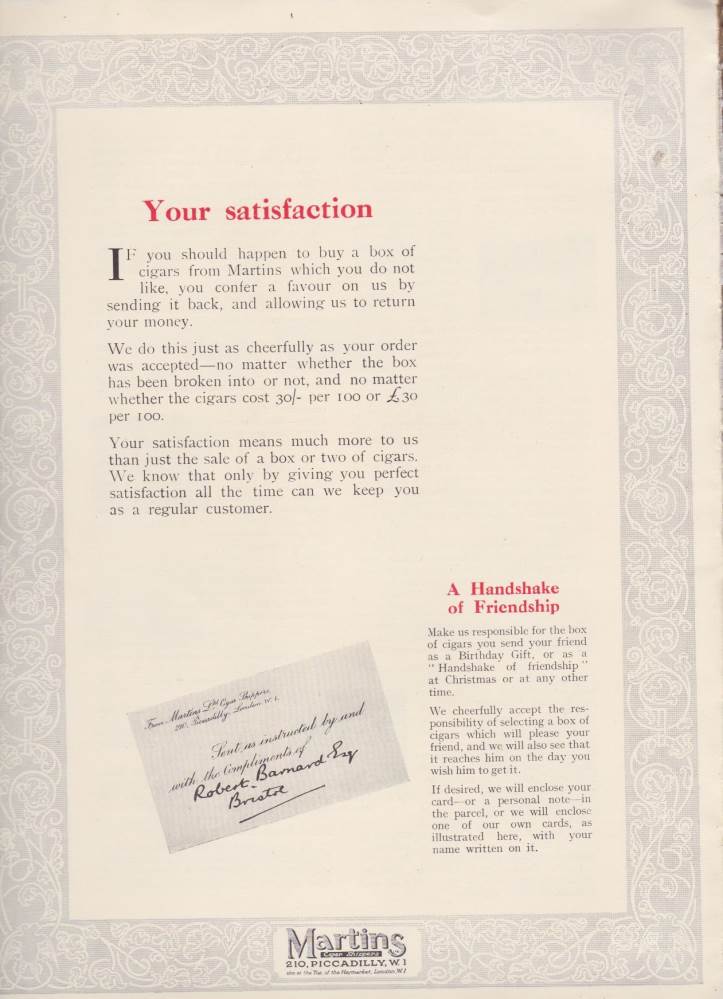 Your satisfaction
IF you should happen to buy a box of
cigars from Martins which you do not
like, you confer a favour on us by
sending it back, and allowing us to return
your money.
We do this just as cheerfully as your order
was accepted—no matter whether the box
has been broken into or not, and no matter
whether the cigars cost 30/- per 100 or £30
per 100.
Your satisfaction means much more to us
than just the sale of a box or two of cigars.
We know that only by giving you perfect
satisfaction all the time can we keep you
as a regular customer.
A Handshake
of Friendship
Make us responsible for the box
of cigars you send your friend
as a Birthday Gift, or as a
"Handshake of friendship"
at Christmas or at any other
time.
We cheerfully accept the res-
ponsibility of selecting a box of
cigars which will please your
friend, and we will also see that
it reaches him on the day you
wish him to get it.
If desired, we will enclose your
card—or a personal note—in
the parcel, or we will enclose
one of our own cards, as
illustrated here, with your
name written on it.
From Martins Ltd Cigar Shippers,
210, Piccadilly, London. W. 1.
Sent as instructed by and
with the Compliments of
Robert Barnard Esq
Bristol
Martins
Cigar Shippers
210, PICCADILLY, W.1
also at the Top of the Haymarket, London, W.1